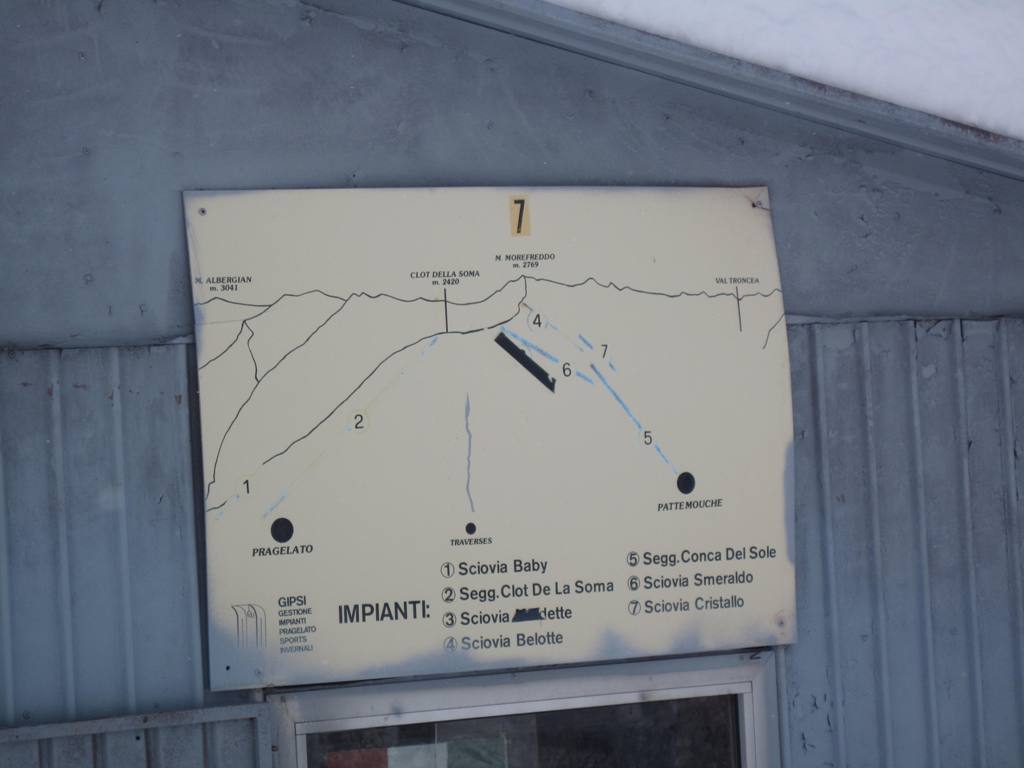 7
M. MOREFREDDO
m. 2769
CLOT DELLA SOMA
m. 2420
M. ALBERGIAN
m. 3041
VAL TRONCEA
4
7
6
2
5
1
PATTEMOUCHE
PRAGELATO
TRAVERSES
GIPSI
GESTIONE
IMPIANTI
PRAGELATO
SPORTS
INVERNALI
IMPIANTI:
1 Sciovia Baby
2 Segg.Clot De La Soma
3 Sciovia dette
4 Sciovia Belotte
5 Segg.Conca Del Sole
6 Sciovia Smeraldo
7 Sciovia Cristallo